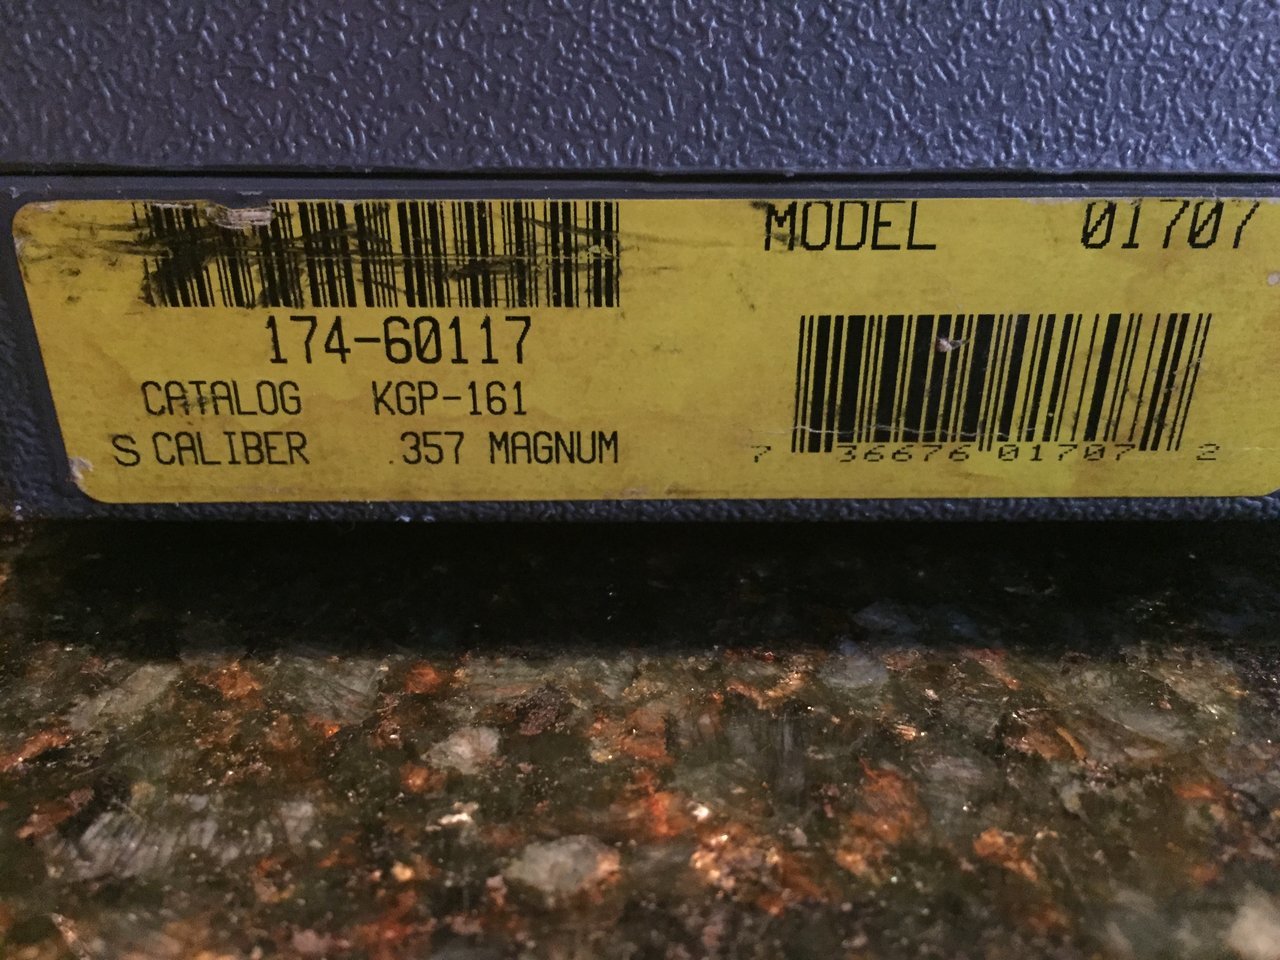 MODEL 01707
174-60117
CATALOG KGP-161
S CALIBER .357 MAGNUM
7 36676 01707 2